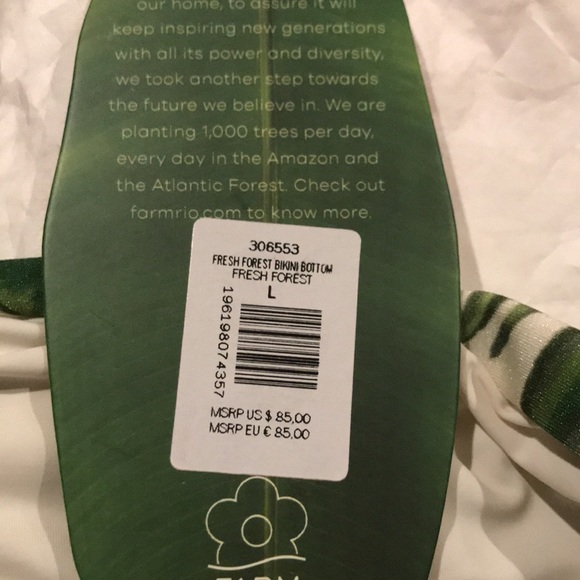 our home, to assure it will
keep inspiring new generations
with all its power and diversity,
we took another step towards
the future we believe in. We are
planting 1,000 trees per day,
every day in the Amazon and
the Atlantic Forest. Check out
farmrio.com to know more.
306553
FRESH FOREST BIKINI BOTTOM
FRESH FOREST
L
196198074357
MSRP US $ 85,00
MSRP EU € 85,00
FARM